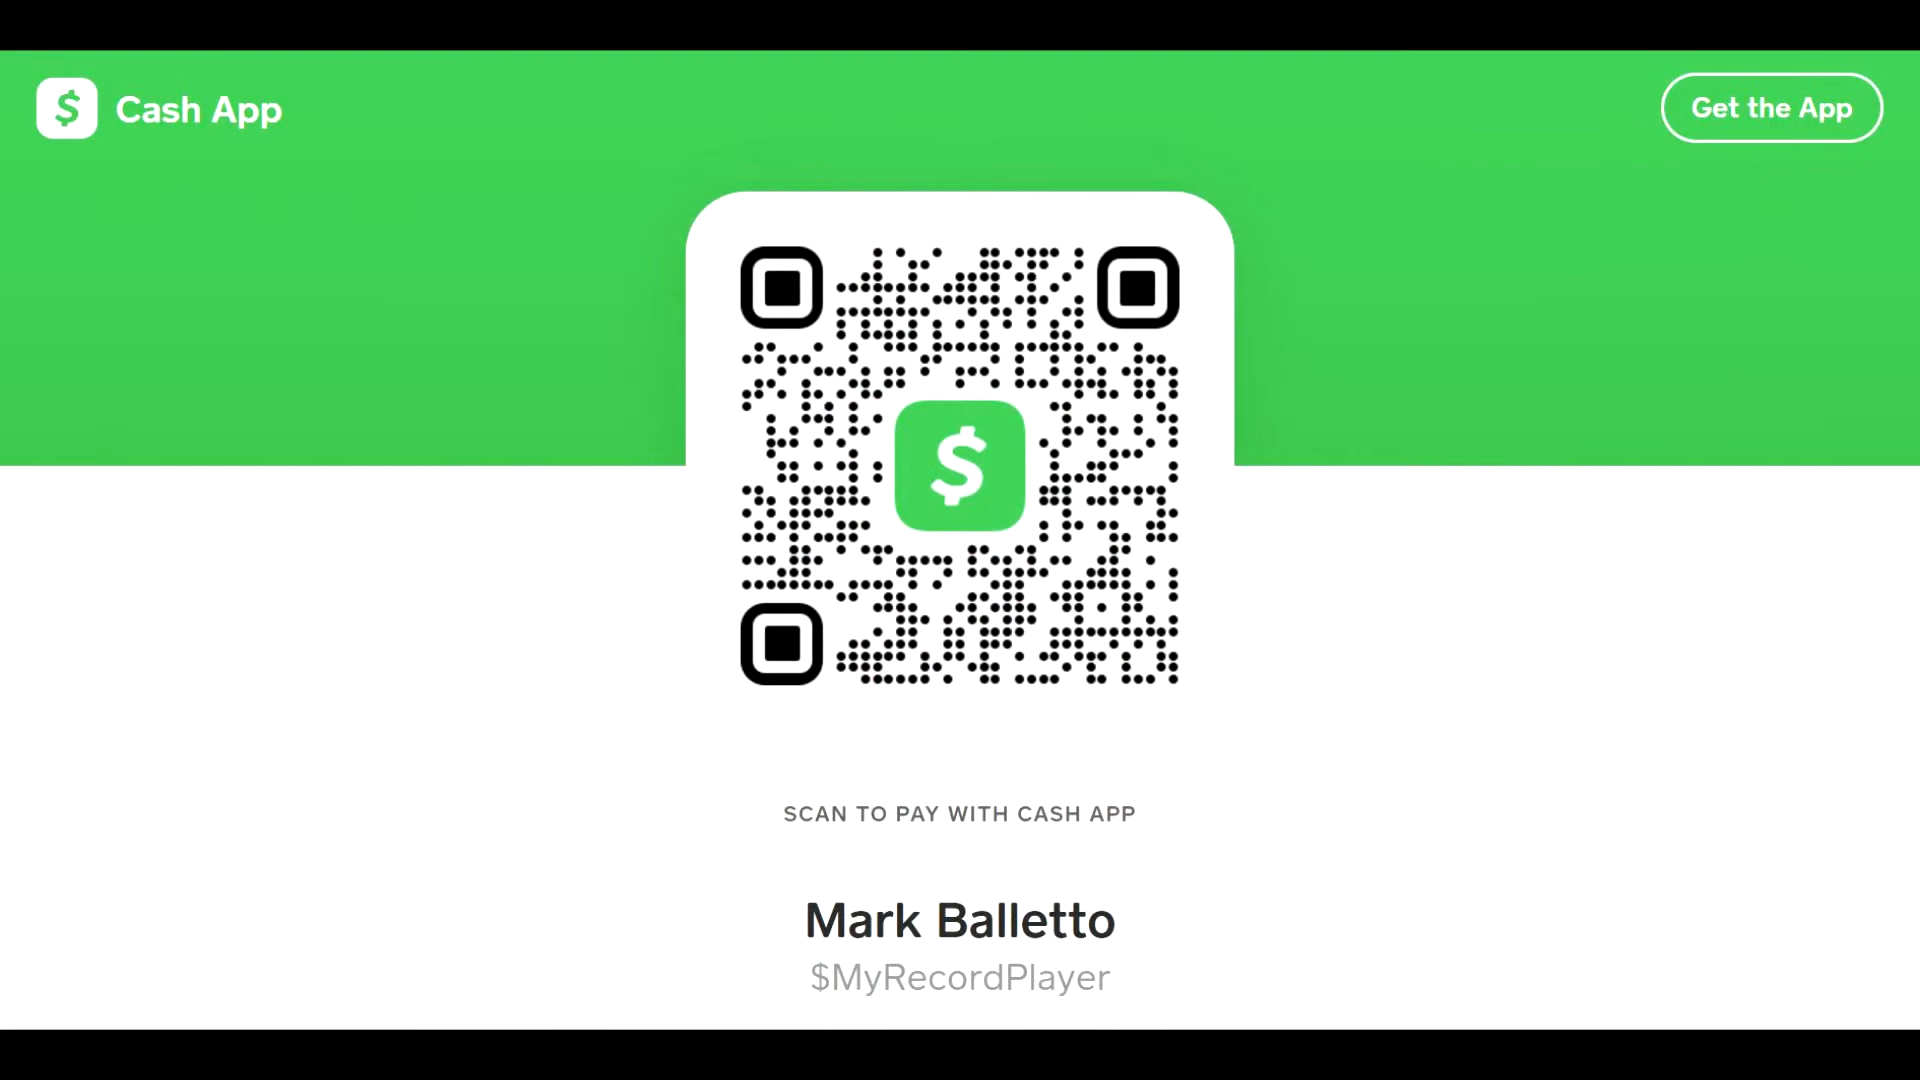 $ Cash App
Get the App
$
SCAN TO PAY WITH CASH APP
Mark Balletto
$MyRecordPlayer